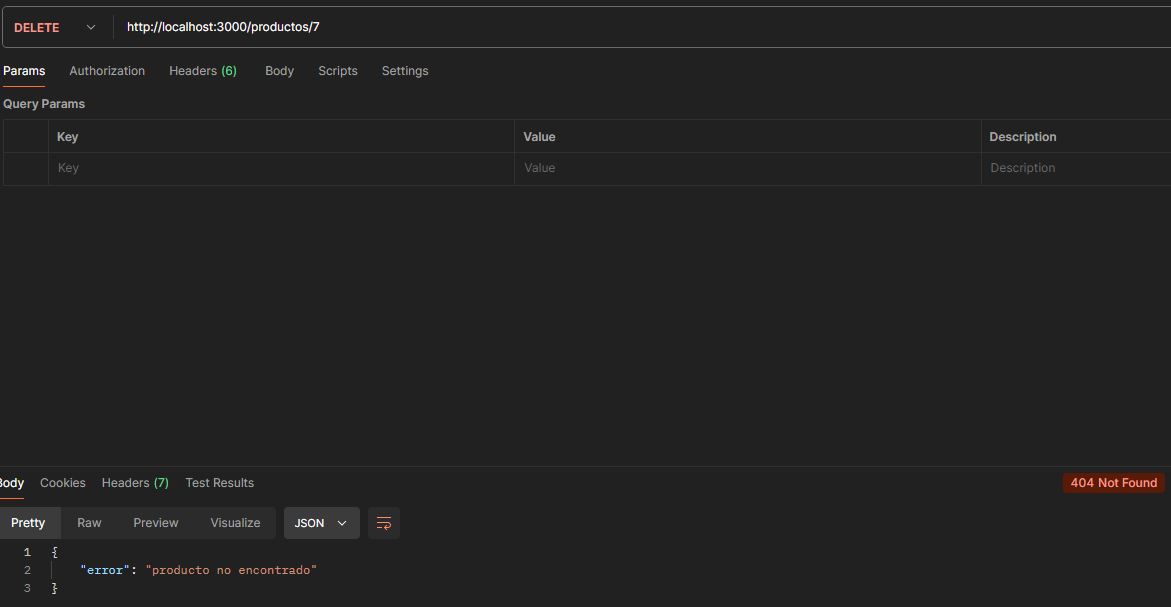 DELETE http://localhost:3000/productos/7
Params Authorization Headers (6) Body Scripts Settings
Query Params
Key Value Description
Key Value Description
Body Cookies Headers (7) Test Results 404 Not Found
Pretty Raw Preview Visualize JSON
1 {
2 "error": "producto no encontrado"
3 }